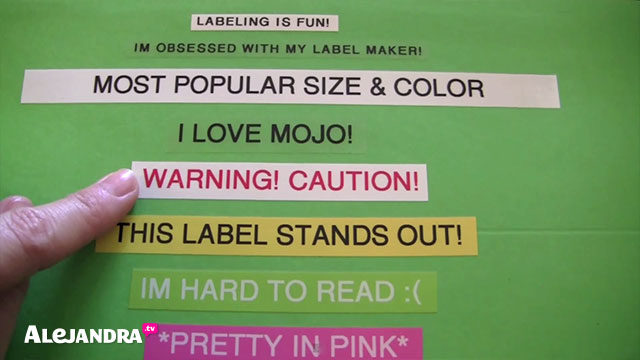 LABELING IS FUN!
IM OBSESSED WITH MY LABEL MAKER!
MOST POPULAR SIZE & COLOR
I LOVE MOJO!
WARNING! CAUTION!
THIS LABEL STANDS OUT!
IM HARD TO READ :(
*PRETTY IN PINK*
ALEJANDRA.tv